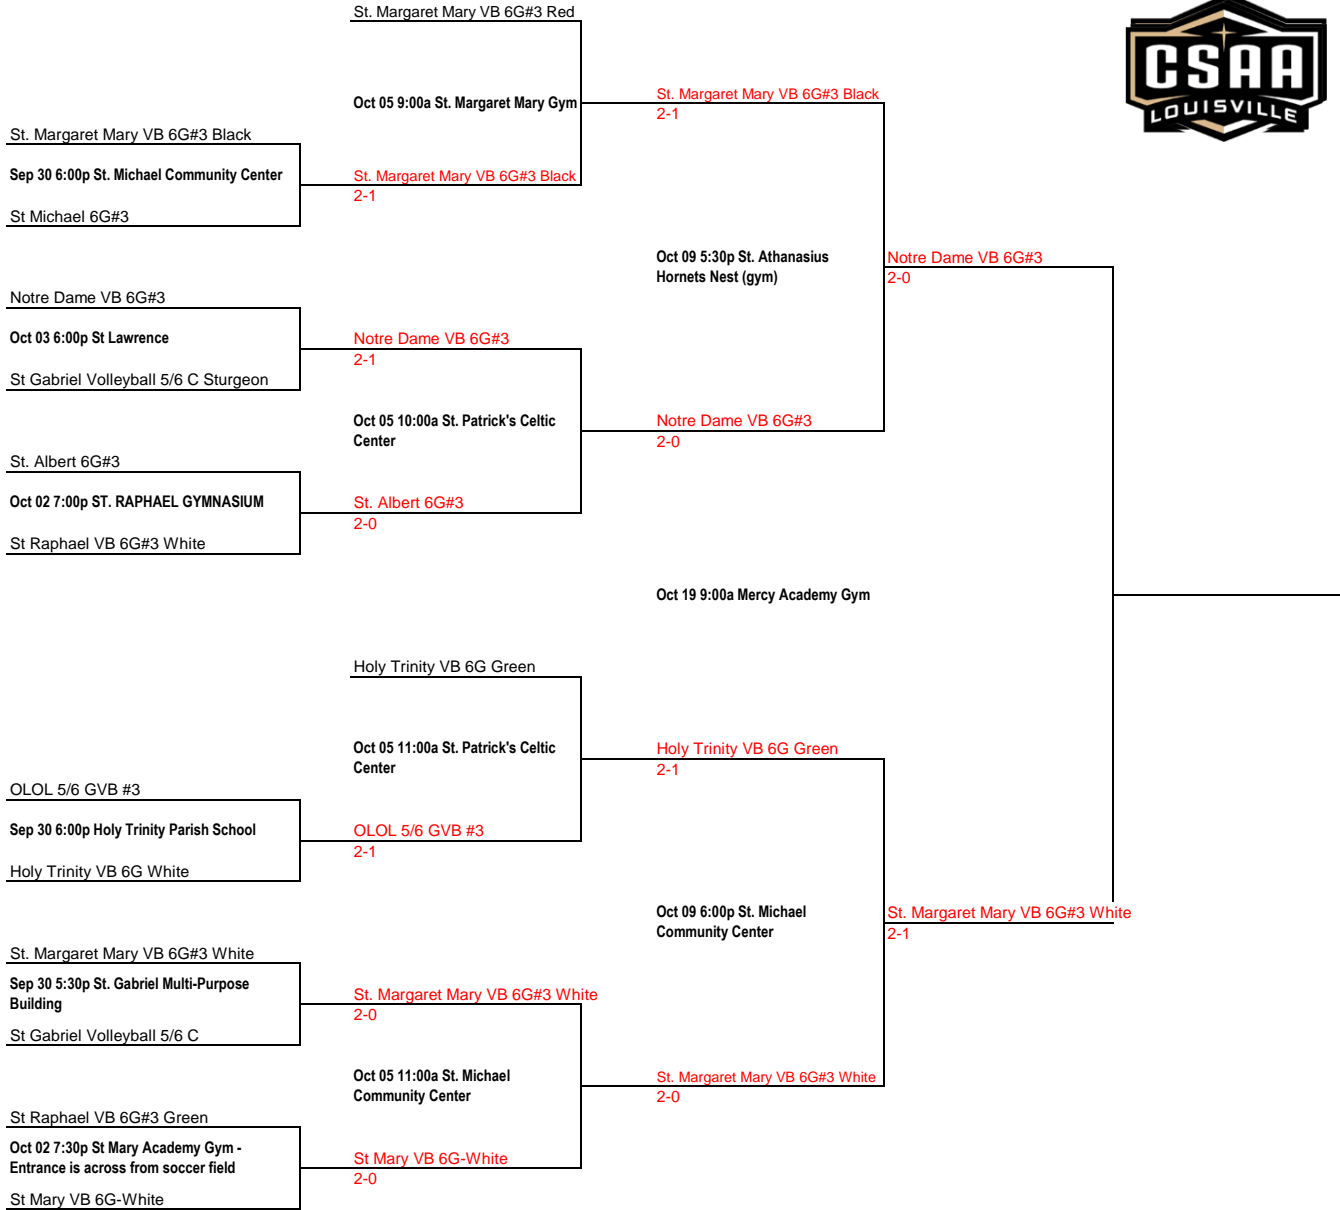 St. Margaret Mary VB 6G#3 Red
CSAA
LOUISVILLE
Oct 05 9:00a St. Margaret Mary Gym
St. Margaret Mary VB 6G#3 Black
2-1
St. Margaret Mary VB 6G#3 Black
Sep 30 6:00p St. Michael Community Center
St. Margaret Mary VB 6G#3 Black
2-1
St Michael 6G#3
Oct 09 5:30p St. Athanasius
Hornets Nest (gym)
Notre Dame VB 6G#3
2-0
Notre Dame VB 6G#3
Oct 03 6:00p St Lawrence
Notre Dame VB 6G#3
2-1
St Gabriel Volleyball 5/6 C Sturgeon
Oct 05 10:00a St. Patrick's Celtic
Center
Notre Dame VB 6G#3
2-0
St. Albert 6G#3
Oct 02 7:00p ST. RAPHAEL GYMNASIUM
St. Albert 6G#3
2-0
St Raphael VB 6G#3 White
Oct 19 9:00a Mercy Academy Gym
Holy Trinity VB 6G Green
Oct 05 11:00a St. Patrick's Celtic
Center
Holy Trinity VB 6G Green
2-1
OLOL 5/6 GVB #3
Sep 30 6:00p Holy Trinity Parish School
OLOL 5/6 GVB #3
2-1
Holy Trinity VB 6G White
Oct 09 6:00p St. Michael
Community Center
St. Margaret Mary VB 6G#3 White
2-1
St. Margaret Mary VB 6G#3 White
Sep 30 5:30p St. Gabriel Multi-Purpose
Building
St. Margaret Mary VB 6G#3 White
2-0
St Gabriel Volleyball 5/6 C
Oct 05 11:00a St. Michael
Community Center
St. Margaret Mary VB 6G#3 White
2-0
St Raphael VB 6G#3 Green
Oct 02 7:30p St Mary Academy Gym -
Entrance is across from soccer field
St Mary VB 6G-White
2-0
St Mary VB 6G-White